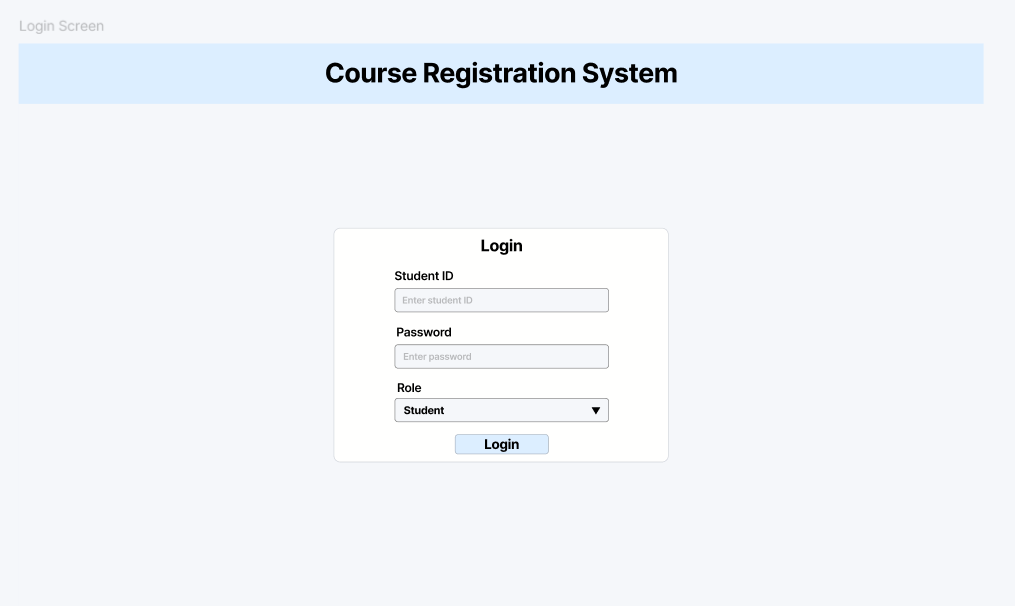 Login Screen
Course Registration System
Login
Student ID
Enter student ID
Password
Enter password
Role
Student
Login